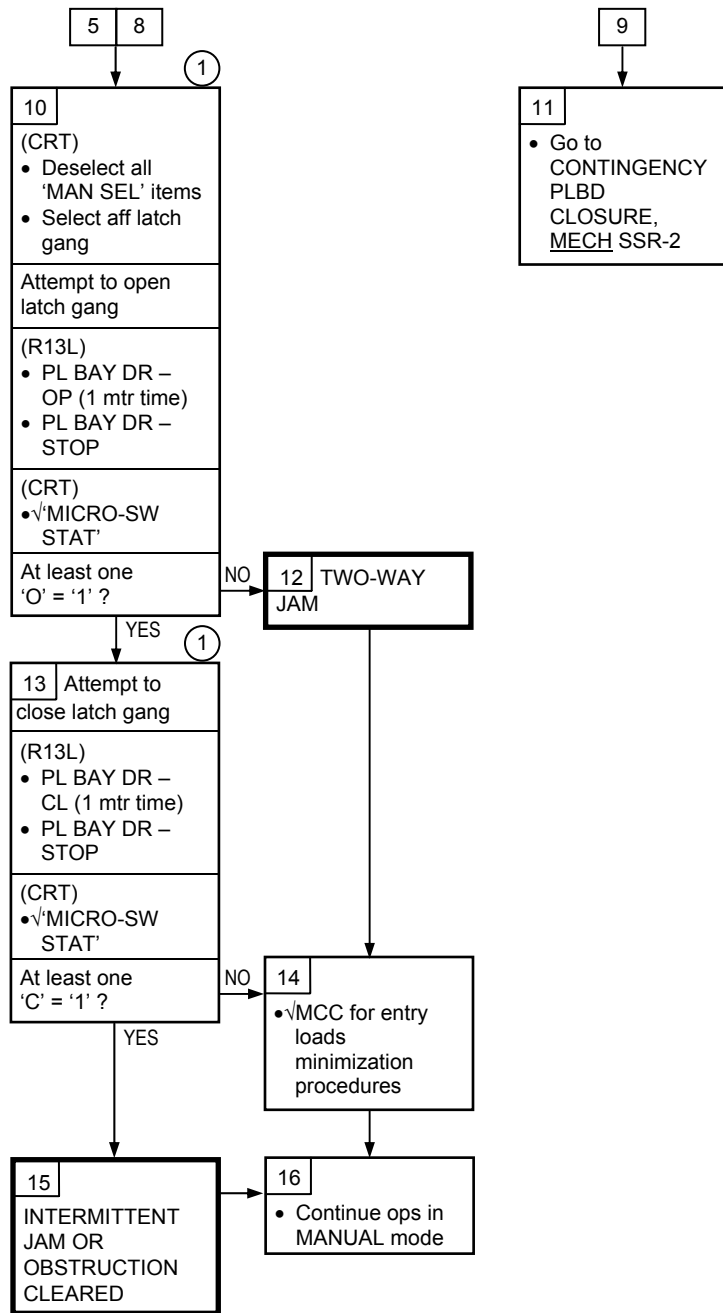 5 8
9
1
10
(CRT)
• Deselect all
'MAN SEL' items
• Select aff latch
gang
Attempt to open
latch gang
(R13L)
• PL BAY DR –
OP (1 mtr time)
• PL BAY DR –
STOP
(CRT)
•√'MICRO-SW
STAT'
At least one
'O' = '1' ?
NO
YES
11
• Go to
CONTINGENCY
PLBD
CLOSURE,
MECH SSR-2
12 TWO-WAY
JAM
1
13 Attempt to
close latch gang
(R13L)
• PL BAY DR –
CL (1 mtr time)
• PL BAY DR –
STOP
(CRT)
•√'MICRO-SW
STAT'
At least one
'C' = '1' ?
NO
YES
14
•√MCC for entry
loads
minimization
procedures
15
INTERMITTENT
JAM OR
OBSTRUCTION
CLEARED
16
• Continue ops in
MANUAL mode